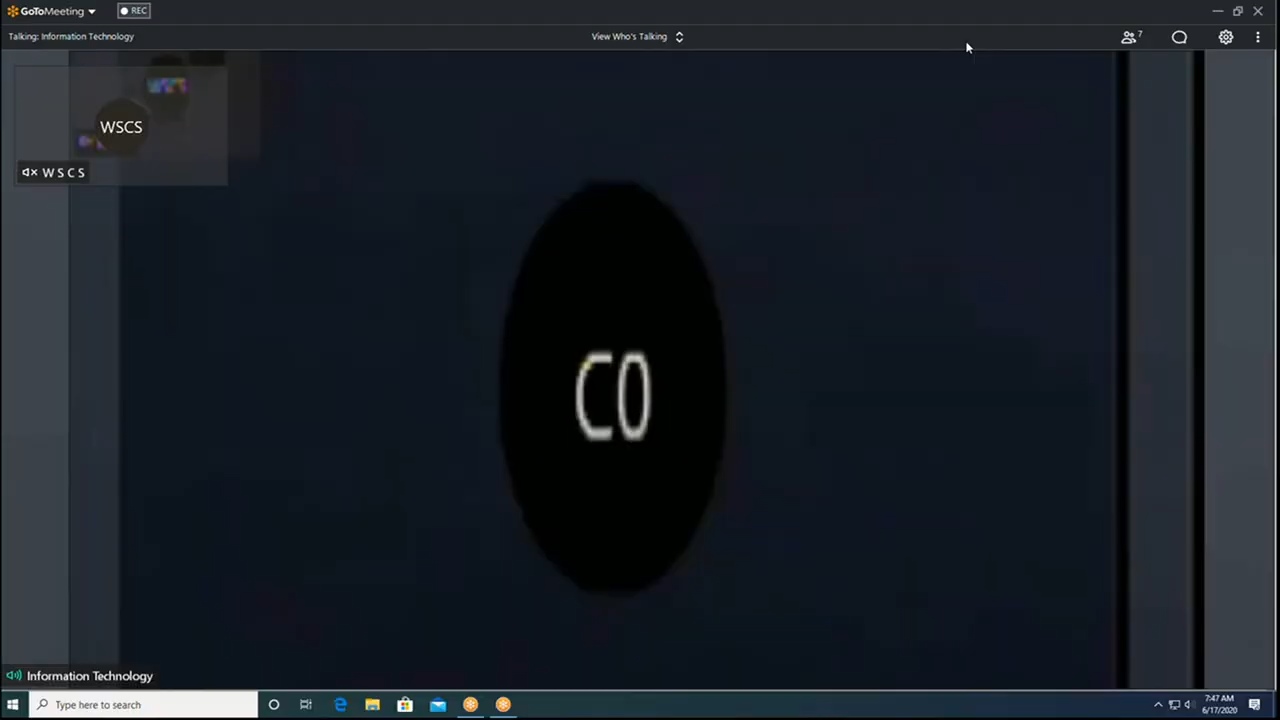 GoToMeeting
REC
Talking: Information Technology
View Who's Talking
7
WSCS
W S C S
CO
Information Technology
Type here to search
7:47 AM
6/17/2020